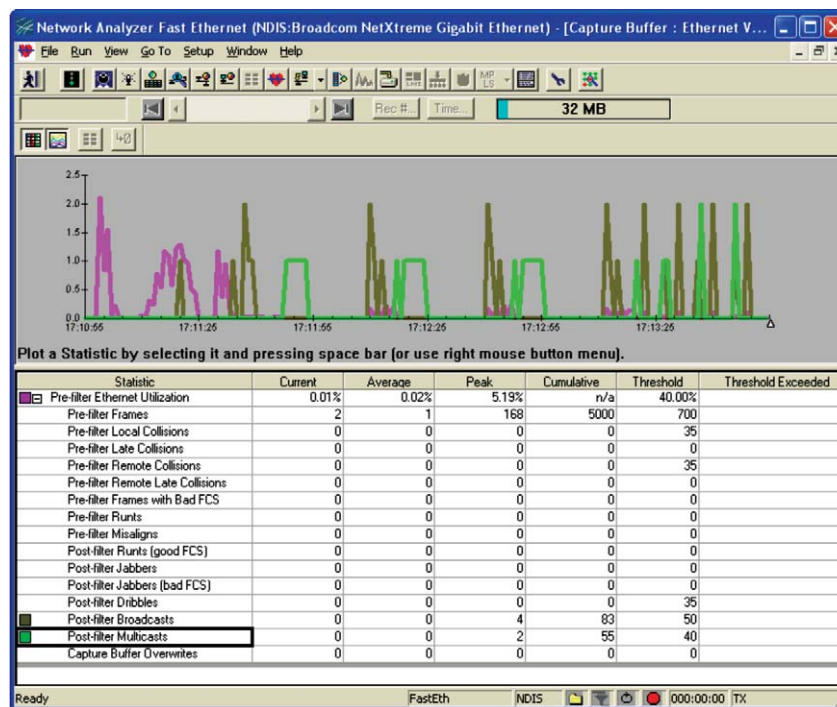 Network Analyzer Fast Ethernet (NDIS:Broadcom NetXtreme Gigabit Ethernet) - [Capture Buffer : Ethernet V...
File Run View Go To Setup Window Help
MP LS
Rec #... Time... 32 MB
2.5
2.0
1.5
1.0
0.5
0.0
17:10:55 17:11:25 17:11:55 17:12:25 17:12:55 17:13:25
Plot a Statistic by selecting it and pressing space bar (or use right mouse button menu).
Statistic Current Average Peak Cumulative Threshold Threshold Exceeded
Pre-filter Ethernet Utilization 0.01% 0.02% 5.19% n/a 40.00%
Pre-filter Frames 2 1 168 5000 700
Pre-filter Local Collisions 0 0 0 0 35
Pre-filter Late Collisions 0 0 0 0 0
Pre-filter Remote Collisions 0 0 0 0 35
Pre-filter Remote Late Collisions 0 0 0 0 0
Pre-filter Frames with Bad FCS 0 0 0 0 0
Pre-filter Runts 0 0 0 0 0
Pre-filter Misaligns 0 0 0 0 0
Post-filter Runts (good FCS) 0 0 0 0 0
Post-filter Jabbers 0 0 0 0 0
Post-filter Jabbers (bad FCS) 0 0 0 0 0
Post-filter Dribbles 0 0 0 0 35
Post-filter Broadcasts 0 0 4 83 50
Post-filter Multicasts 0 0 2 55 40
Capture Buffer Overwrites 0 0 0 0 0
Ready FastEth NDIS 000:00:00 TX